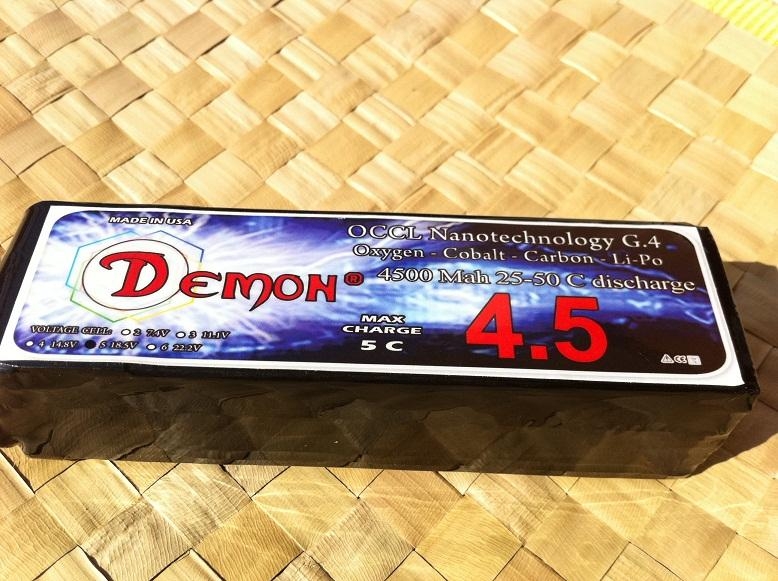 MADE IN USA
DEMON®
OCCL Nanotechnology G.4
Oxygen - Cobalt - Carbon - Li-Po
4500 Mah 25-50 C discharge
MAX
CHARGE
5 C
4.5
VOLTAGE CELL: 2 7.4V 3 11.1V
4 14.8V 5 18.5V 6 22.2V
CE